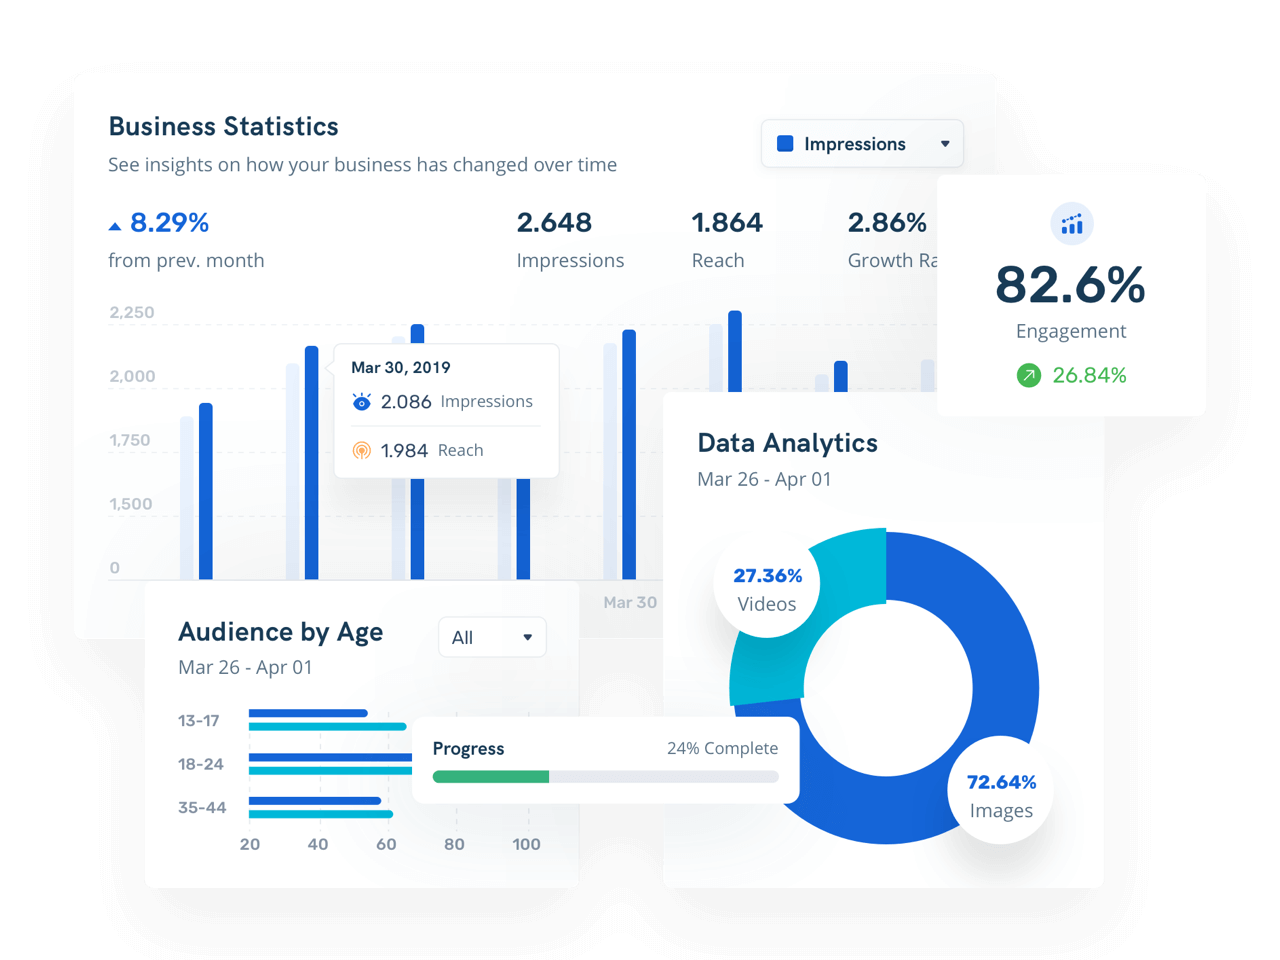 Business Statistics
See insights on how your business has changed over time
Impressions
8.29%
from prev. month
2.648
Impressions
1.864
Reach
2.86%
Growth
82.6%
Engagement
26.84%
2,250
2,000
1,750
1,500
0
Mar 30, 2019
2.086 Impressions
1.984 Reach
Mar 30
Data Analytics
Mar 26 - Apr 01
27.36%
Videos
72.64%
Images
Audience by Age
Mar 26 - Apr 01
All
13-17
18-24
35-44
20 40 60 80 100
Progress
24% Complete